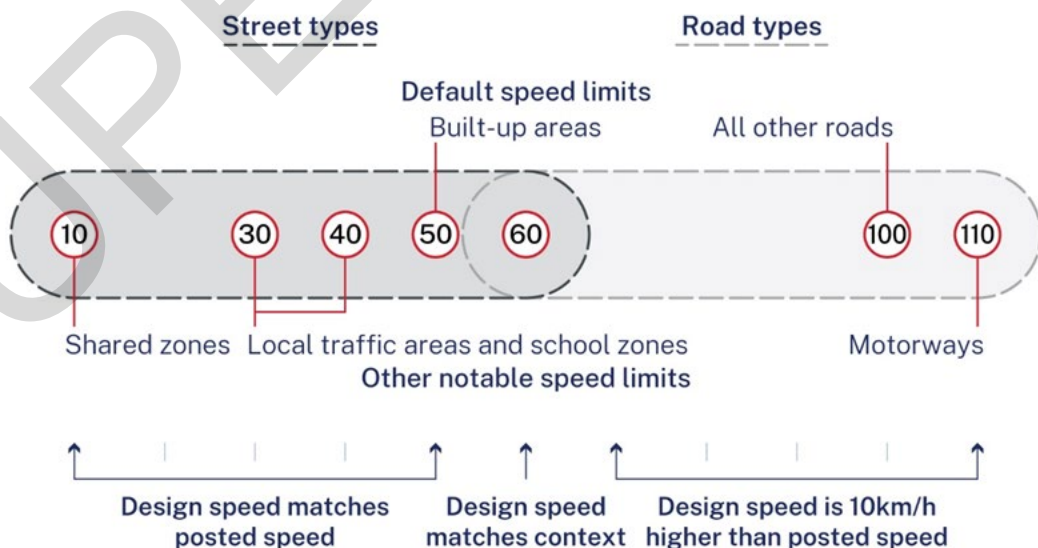 Street types
Road types
Default speed limits
Built-up areas
All other roads
10
30
40
50
60
100
110
Shared zones
Local traffic areas and school zones
Motorways
Other notable speed limits
Design speed matches
posted speed
Design speed
matches context
Design speed is 10km/h
higher than posted speed